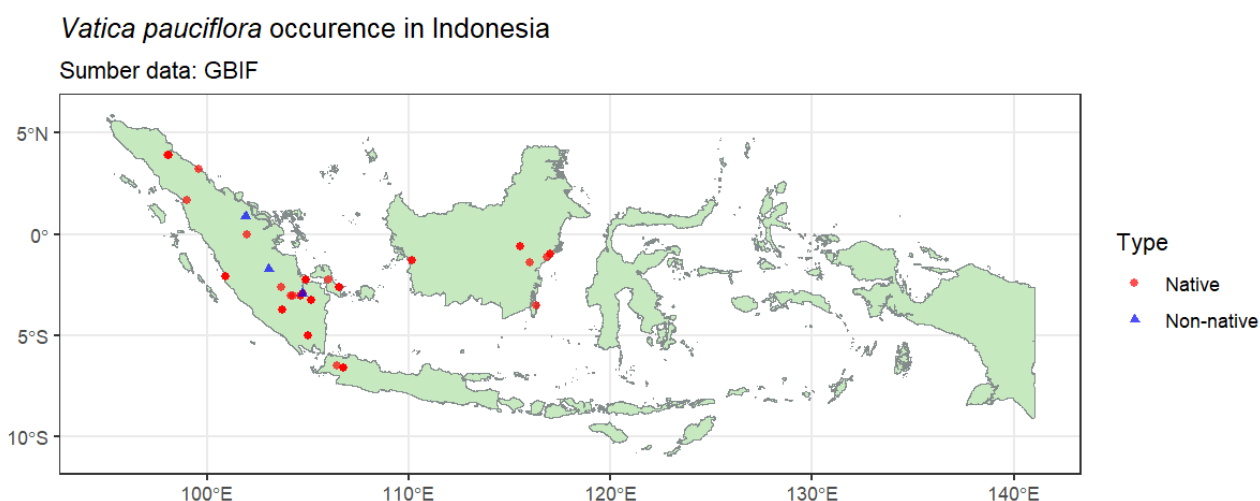 Vatica pauciflora occurence in Indonesia
Sumber data: GBIF
5°N
0°
5°S
10°S
100°E
110°E
120°E
130°E
140°E
Type
Native
Non-native